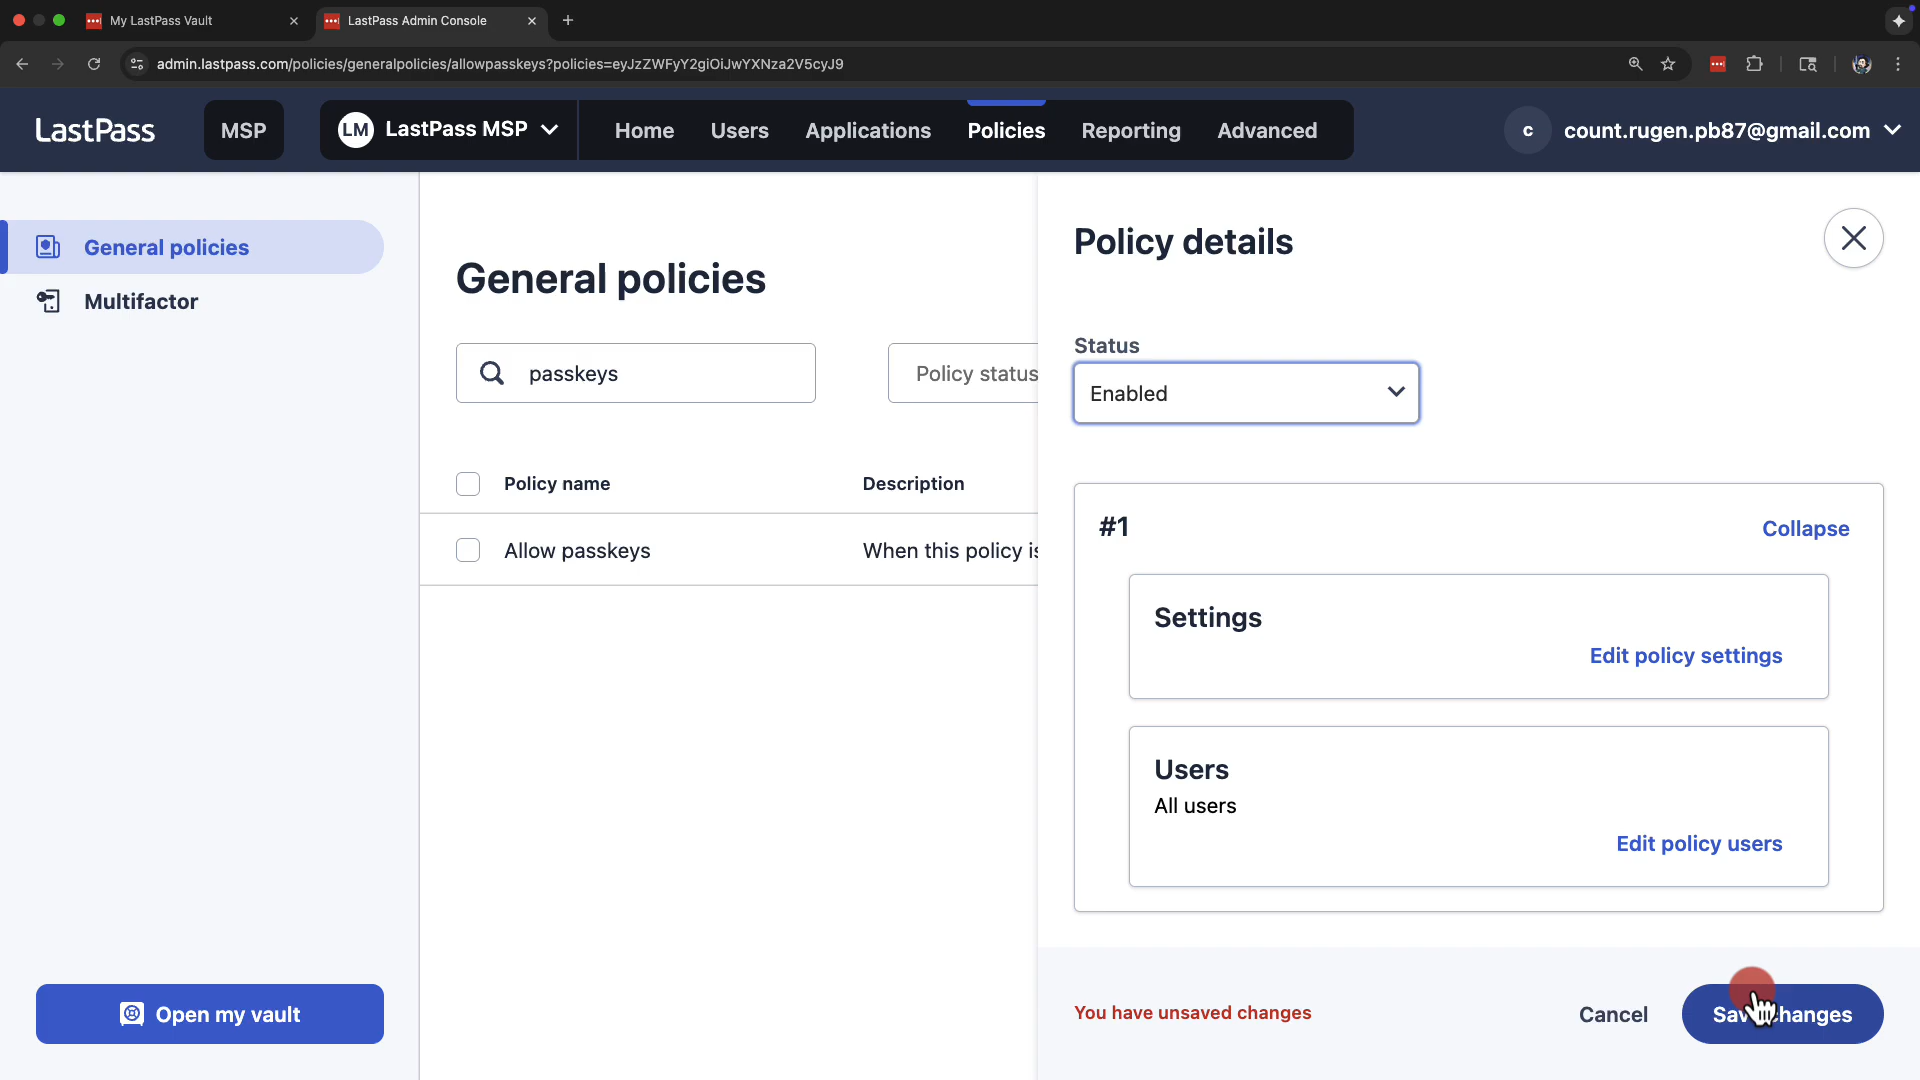 My LastPass Vault
LastPass Admin Console
admin.lastpass.com/policies/generalpolicies/allowpasskeys?policies=eyJzZWFyY2giOiJwYXNza2V5cyJ9
LastPass
MSP
LM LastPass MSP
Home
Users
Applications
Policies
Reporting
Advanced
c count.rugen.pb87@gmail.com
General policies
Multifactor
Open my vault
General policies
passkeys
Policy status
Policy name
Description
Allow passkeys
When this policy is
Policy details
Status
Enabled
#1
Collapse
Settings
Edit policy settings
Users
All users
Edit policy users
You have unsaved changes
Cancel
Save changes